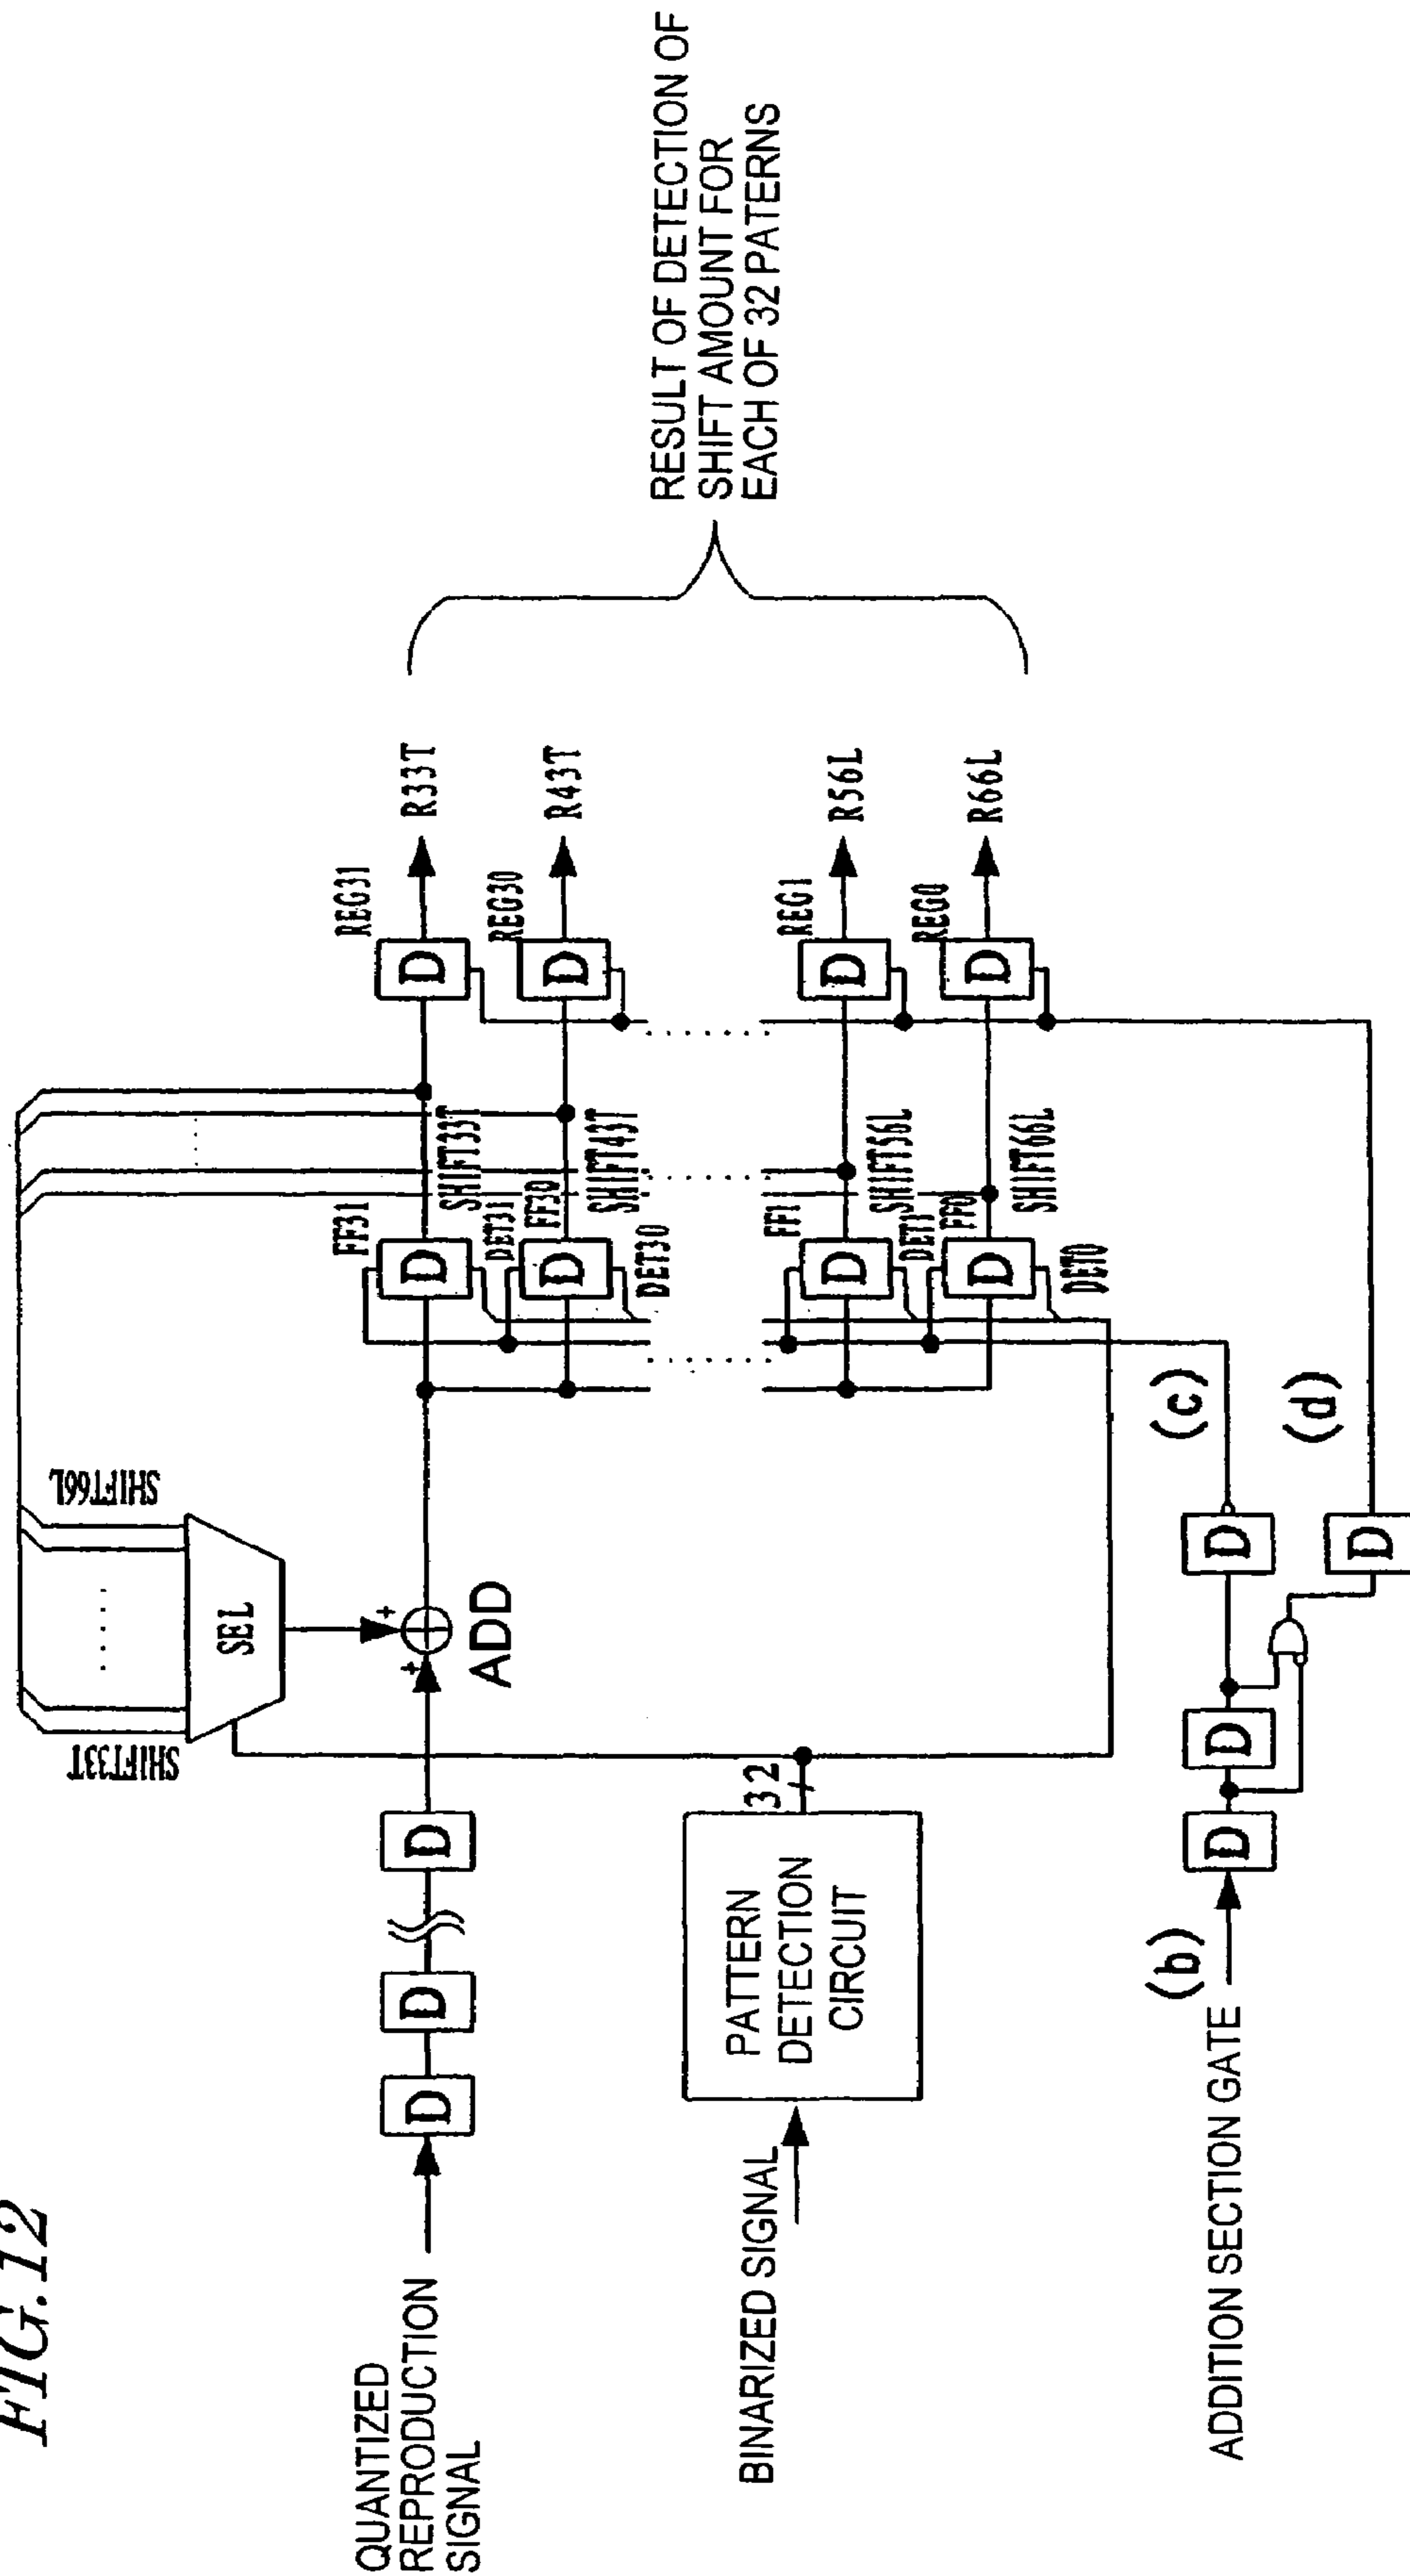 FIG.12
SHIFT33T
SHIFT66L
SEL
QUANTIZED
REPRODUCTION
SIGNAL
D
D
D
+
+
ADD
FF31
D
SHIFT33T
DET31
REG31
D
R33T
FF30
D
SHIFT43T
DET30
REG30
D
R43T
FF1
D
SHIFT56L
DET1
REG1
D
R56L
FF0
D
SHIFT66L
DET0
REG0
D
R66L
RESULT OF DETECTION OF
SHIFT AMOUNT FOR
EACH OF 32 PATERNS
BINARIZED SIGNAL
PATTERN
DETECTION
CIRCUIT
32
ADDITION SECTION GATE
(b)
D
D
D
(c)
D
(d)